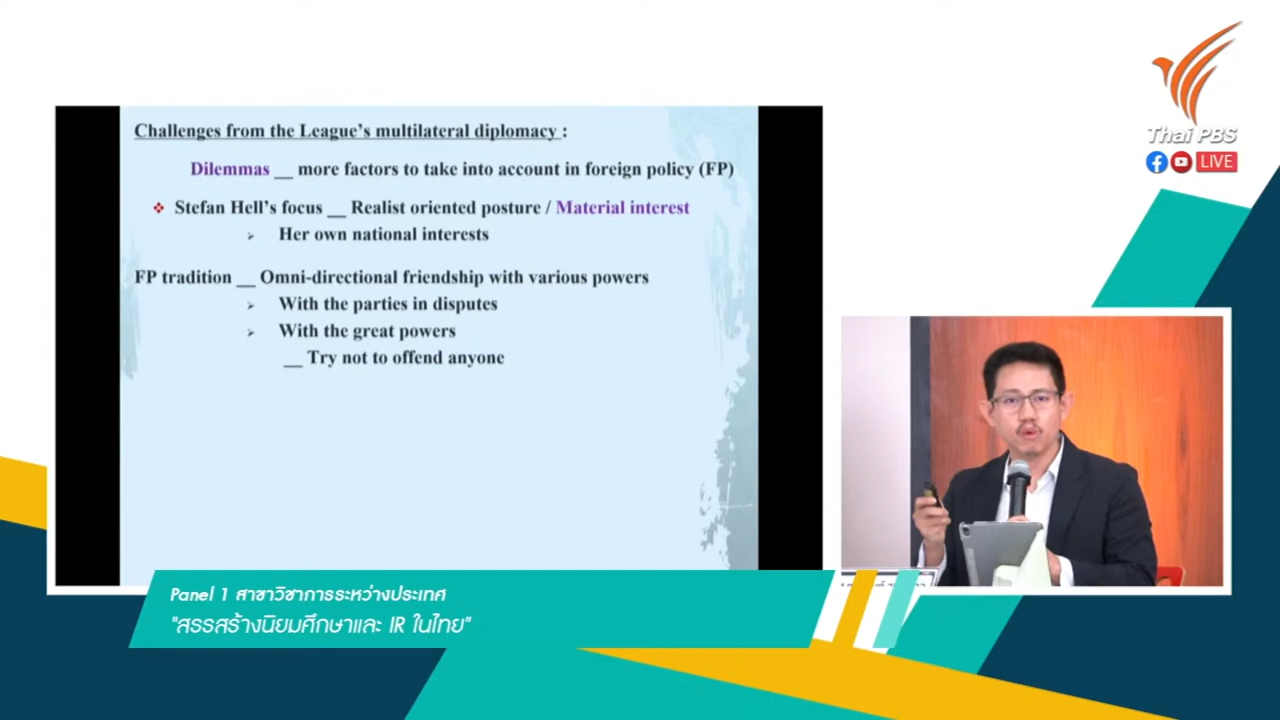 Thai PBS
LIVE
Challenges from the League's multilateral diplomacy :
Dilemmas __ more factors to take into account in foreign policy (FP)
Stefan Hell's focus __ Realist oriented posture / Material interest
Her own national interests
FP tradition __ Omni-directional friendship with various powers
With the parties in disputes
With the great powers
__ Try not to offend anyone
Panel 1 สาขาวิชาการระหว่างประเทศ
"สรรสร้างนิยมศึกษาและ IR ในไทย"